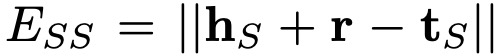 E_{SS} = ||\mathbf{h}_S + \mathbf{r} - \mathbf{t}_S||